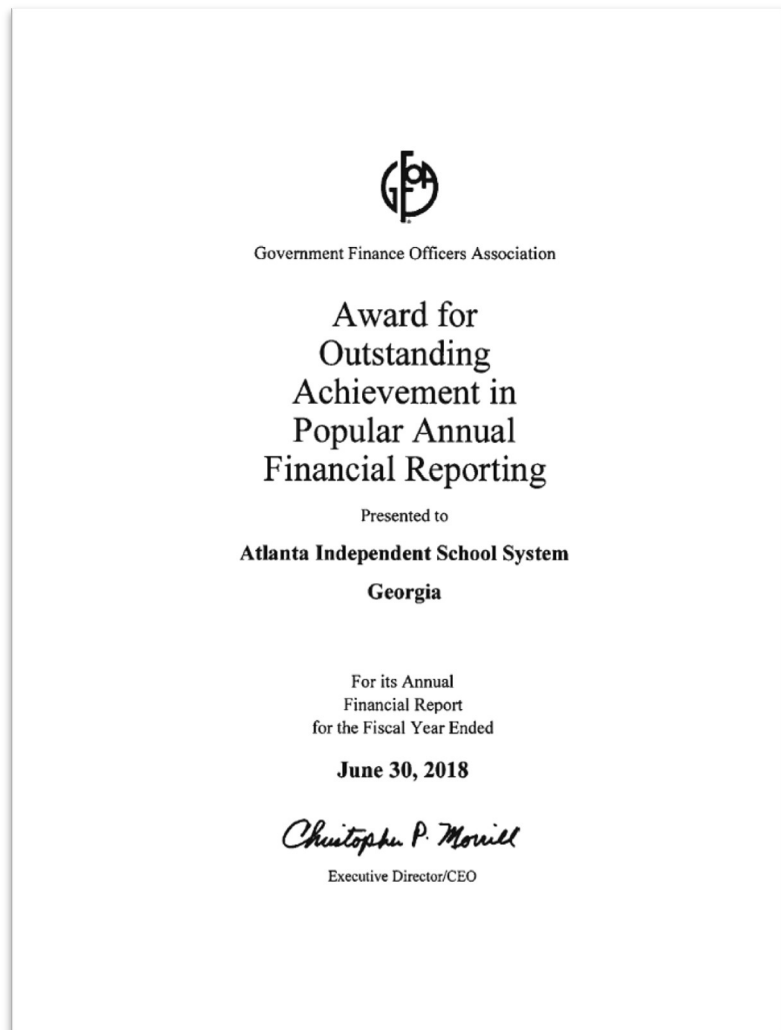 GFOA
Government Finance Officers Association
Award for
Outstanding
Achievement in
Popular Annual
Financial Reporting
Presented to
Atlanta Independent School System
Georgia
For its Annual
Financial Report
for the Fiscal Year Ended
June 30, 2018
Christopher P. Morrill
Executive Director/CEO